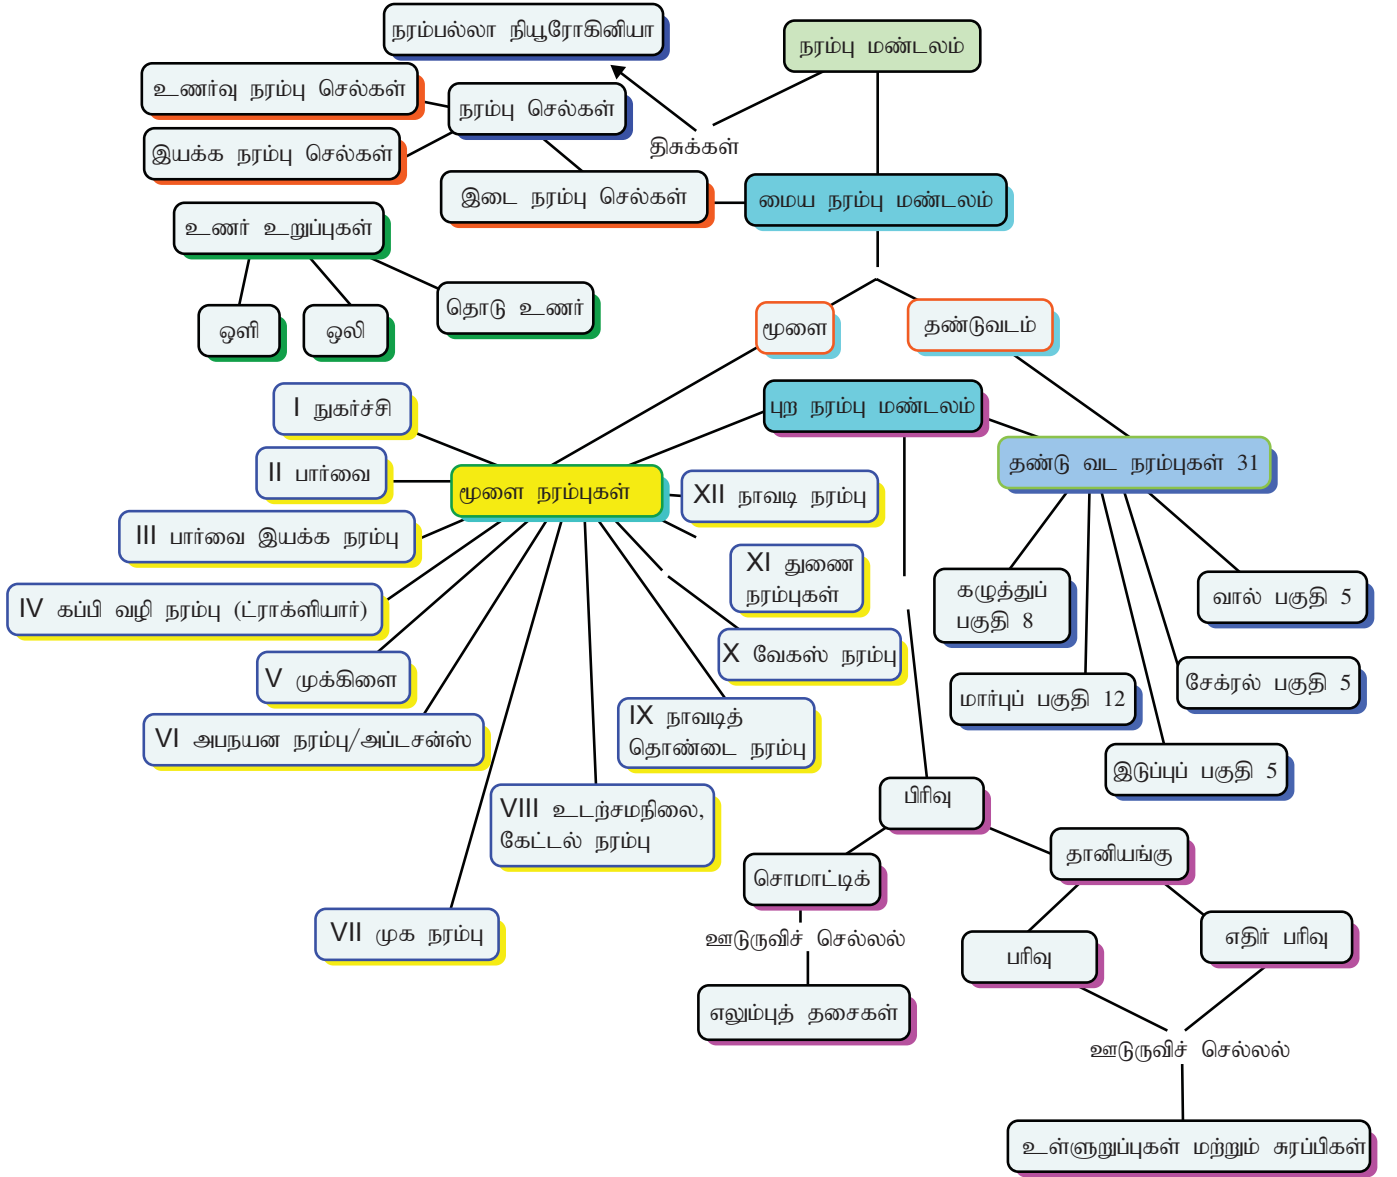 நரம்பல்லா நியூரோகினியா
நரம்பு மண்டலம்
உணர்வு நரம்பு செல்கள்
நரம்பு செல்கள்
இயக்க நரம்பு செல்கள்
திசுக்கள்
இடை நரம்பு செல்கள்
மைய நரம்பு மண்டலம்
உணர் உறுப்புகள்
ஒளி
ஒலி
தொடு உணர்
மூளை
தண்டுவடம்
I நுகர்ச்சி
புற நரம்பு மண்டலம்
II பார்வை
மூளை நரம்புகள்
XII நாவடி நரம்பு
தண்டு வட நரம்புகள் 31
III பார்வை இயக்க நரம்பு
XI துணை
நரம்புகள்
IV கப்பி வழி நரம்பு (ட்ராக்ளியார்)
கழுத்துப்
பகுதி 8
வால் பகுதி 5
V முக்கிளை
X வேகஸ் நரம்பு
மார்புப் பகுதி 12
சேக்ரல் பகுதி 5
VI அபநயன நரம்பு/அப்டசன்ஸ்
IX நாவடித்
தொண்டை நரம்பு
இடுப்புப் பகுதி 5
VIII உடற்சமநிலை,
கேட்டல் நரம்பு
பிரிவு
VII முக நரம்பு
சொமாட்டிக்
தானியங்கு
ஊடுருவிச் செல்லல்
பரிவு
எதிர் பரிவு
எலும்புத் தசைகள்
ஊடுருவிச் செல்லல்
உள்ளுறுப்புகள் மற்றும் சுரப்பிகள்